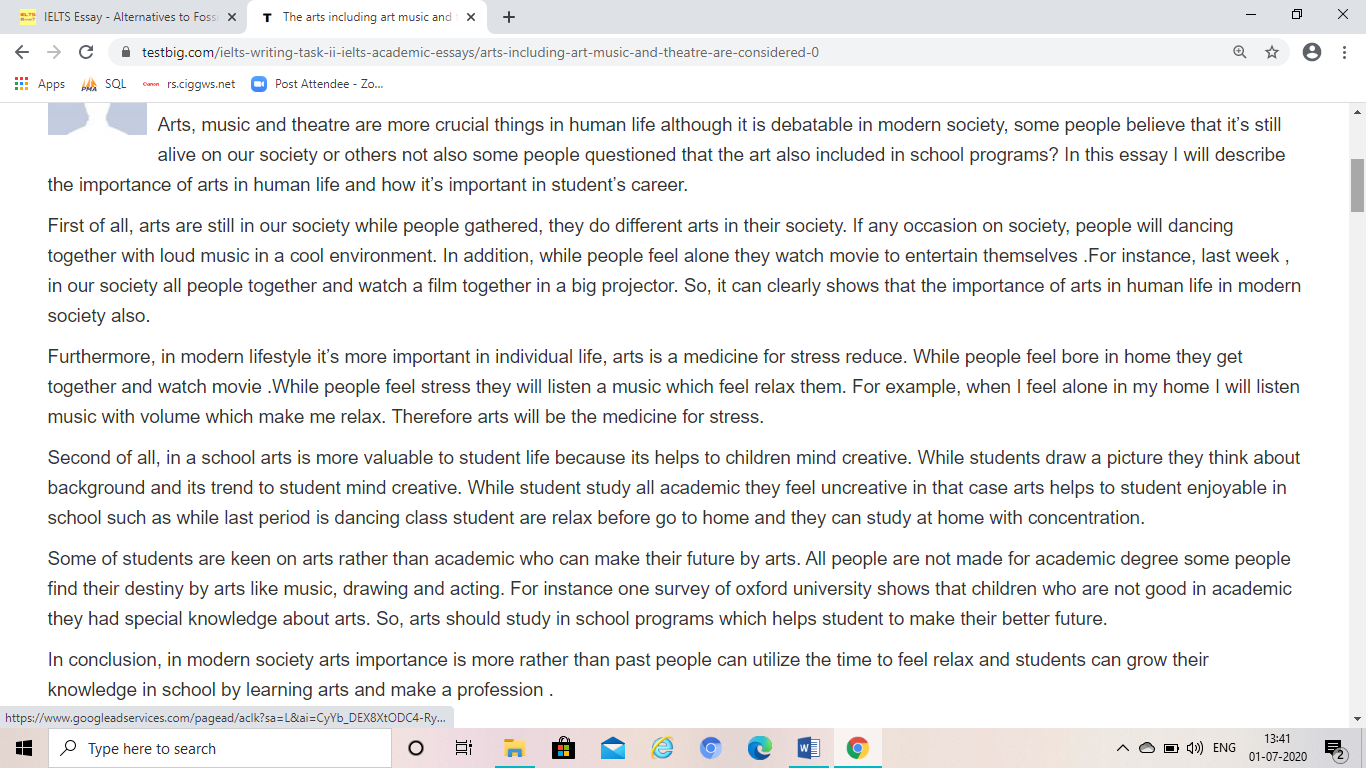 IELTS Essay - Alternatives to Foss
The arts including art music and
testbig.com/ielts-writing-task-ii-ielts-academic-essays/arts-including-art-music-and-theatre-are-considered-0
Apps SQL Canon rs.ciggws.net Post Attendee - Zo...
Arts, music and theatre are more crucial things in human life although it is debatable in modern society, some people believe that it's still
alive on our society or others not also some people questioned that the art also included in school programs? In this essay I will describe
the importance of arts in human life and how it's important in student's career.
First of all, arts are still in our society while people gathered, they do different arts in their society. If any occasion on society, people will dancing
together with loud music in a cool environment. In addition, while people feel alone they watch movie to entertain themselves .For instance, last week ,
in our society all people together and watch a film together in a big projector. So, it can clearly shows that the importance of arts in human life in modern
society also.
Furthermore, in modern lifestyle it's more important in individual life, arts is a medicine for stress reduce. While people feel bore in home they get
together and watch movie .While people feel stress they will listen a music which feel relax them. For example, when I feel alone in my home I will listen
music with volume which make me relax. Therefore arts will be the medicine for stress.
Second of all, in a school arts is more valuable to student life because its helps to children mind creative. While students draw a picture they think about
background and its trend to student mind creative. While student study all academic they feel uncreative in that case arts helps to student enjoyable in
school such as while last period is dancing class student are relax before go to home and they can study at home with concentration.
Some of students are keen on arts rather than academic who can make their future by arts. All people are not made for academic degree some people
find their destiny by arts like music, drawing and acting. For instance one survey of oxford university shows that children who are not good in academic
they had special knowledge about arts. So, arts should study in school programs which helps student to make their better future.
In conclusion, in modern society arts importance is more rather than past people can utilize the time to feel relax and students can grow their
knowledge in school by learning arts and make a profession .
https://www.googleadservices.com/pagead/aclk?sa=L&ai=CyYb_DEX8XtODC4-Ry...
Type here to search
ENG
13:41
01-07-2020
2